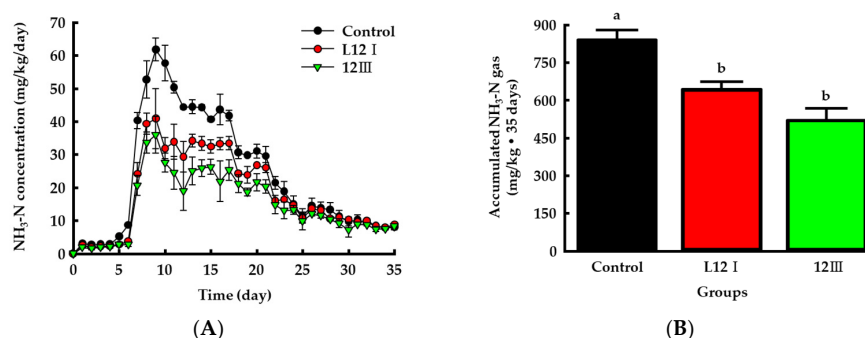 NH₃-N concentration (mg/kg/day)
70
60
50
40
30
20
10
0
0 5 10 15 20 25 30 35
Time (day)
Control
L12 Ⅰ
12Ⅲ
(A)
Accumulated NH₃-N gas
(mg/kg • 35 days)
900
750
600
450
300
150
0
a
b
b
Control L12 Ⅰ 12Ⅲ
Groups
(B)